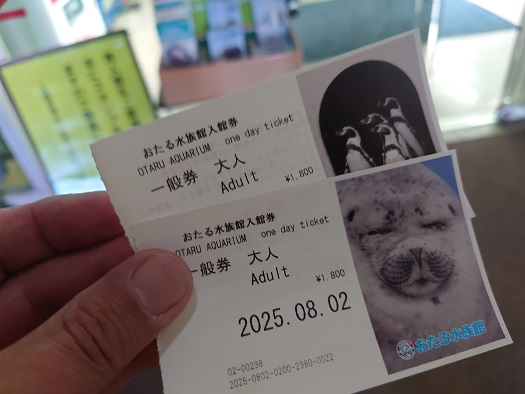 おたる水族館入館券
OTARU AQUARIUM one day ticket
一般券 大人
Adult
¥1,800
おたる水族館入館券
OTARU AQUARIUM one day ticket
一般券 大人
Adult
¥1,800
2025.08.02
02-00238
2025-0802-0200-2380-0022
おたる水族館